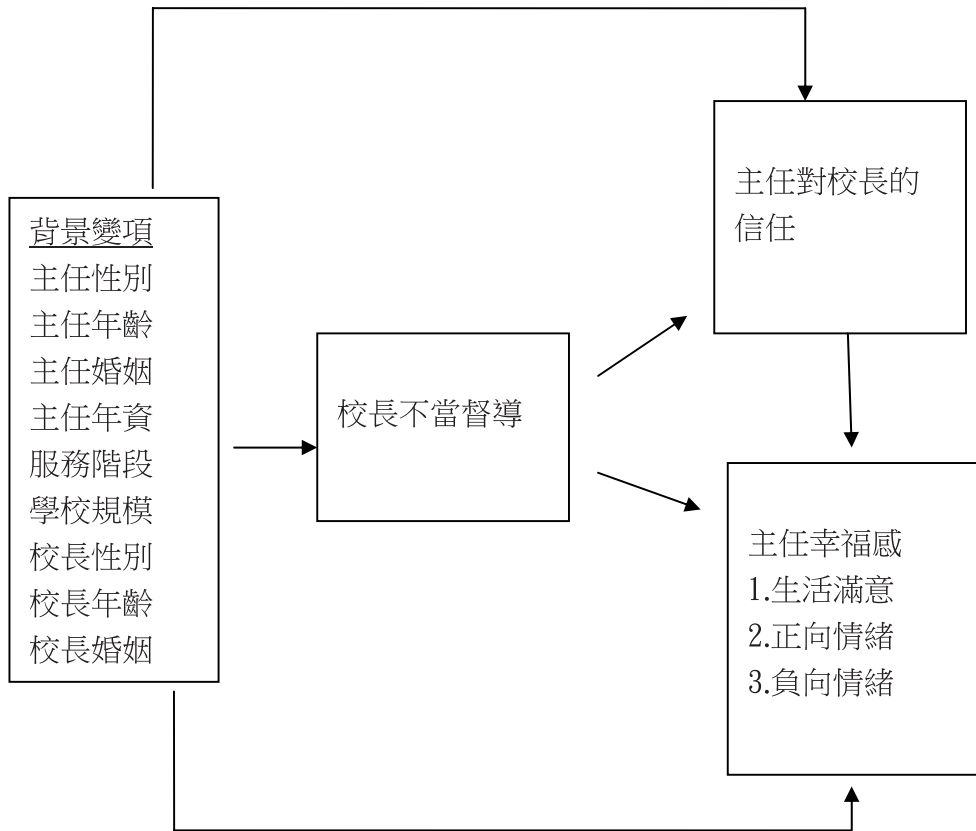 背景變項
主任性別
主任年齡
主任婚姻
主任年資
服務階段
學校規模
校長性別
校長年齡
校長婚姻
校長不當督導
主任對校長的
信任
主任幸福感
1.生活滿意
2.正向情緒
3.負向情緒